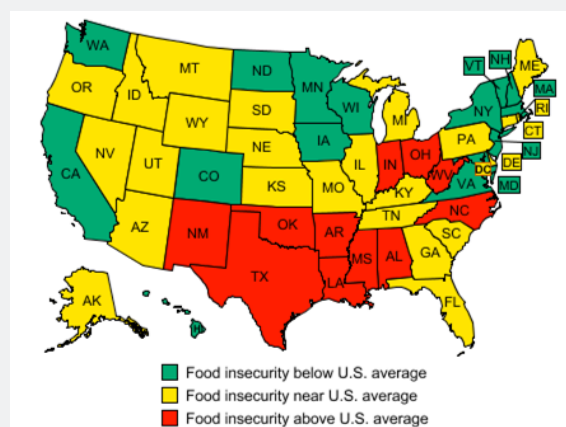 WA
MT
ND
MN
VT
NH
ME
OR
ID
SD
WI
NY
MA
RI
WY
MI
CT
NE
IA
PA
NJ
NV
UT
CO
IL
IN
OH
DE
DC
MD
CA
KS
MO
WV
VA
KY
AZ
NM
OK
AR
TN
NC
SC
TX
LA
MS
AL
GA
FL
AK
HI
Food insecurity below U.S. average
Food insecurity near U.S. average
Food insecurity above U.S. average